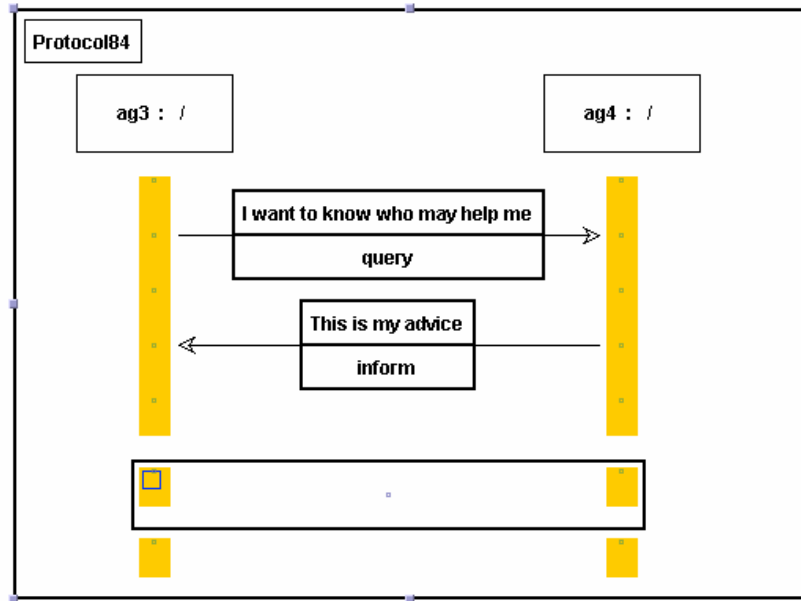 Protocol84
ag3 : /
ag4 : /
I want to know who may help me
query
This is my advice
inform